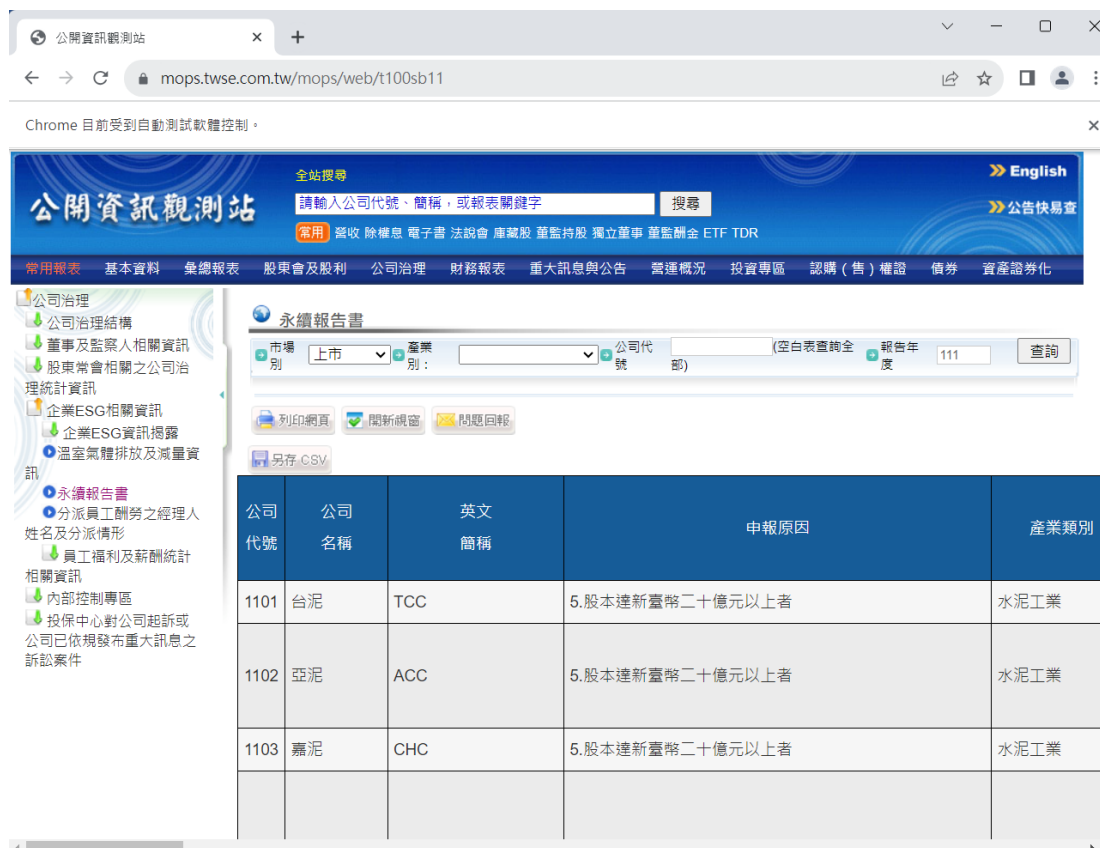 公開資訊觀測站
mops.twse.com.tw/mops/web/t100sb11
Chrome 目前受到自動測試軟體控制。
公開資訊觀測站
全站搜尋
請輸入公司代號、簡稱，或報表關鍵字 搜尋
常用 營收 除權息 電子書 法說會 庫藏股 董監持股 獨立董事 董監酬金 ETF TDR
English
公告快易查
常用報表 基本資料 彙總報表 股東會及股利 公司治理 財務報表 重大訊息與公告 營運概況 投資專區 認購(售)權證 債券 資產證券化
公司治理
公司治理結構
董事及監察人相關資訊
股東常會相關之公司治
理統計資訊
企業ESG相關資訊
企業ESG資訊揭露
溫室氣體排放及減量資
訊
永續報告書
分派員工酬勞之經理人
姓名及分派情形
員工福利及薪酬統計
相關資訊
內部控制專區
投保中心對公司起訴或
公司已依規發布重大訊息之
訴訟案件
永續報告書
市場別 上市 產業別： 公司代號 (空白表查詢全部) 報告年度 111 查詢
列印網頁 開新視窗 問題回報
另存 CSV
公司代號 公司名稱 英文簡稱 申報原因 產業類別
1101 台泥 TCC 5.股本達新臺幣二十億元以上者 水泥工業
1102 亞泥 ACC 5.股本達新臺幣二十億元以上者 水泥工業
1103 嘉泥 CHC 5.股本達新臺幣二十億元以上者 水泥工業